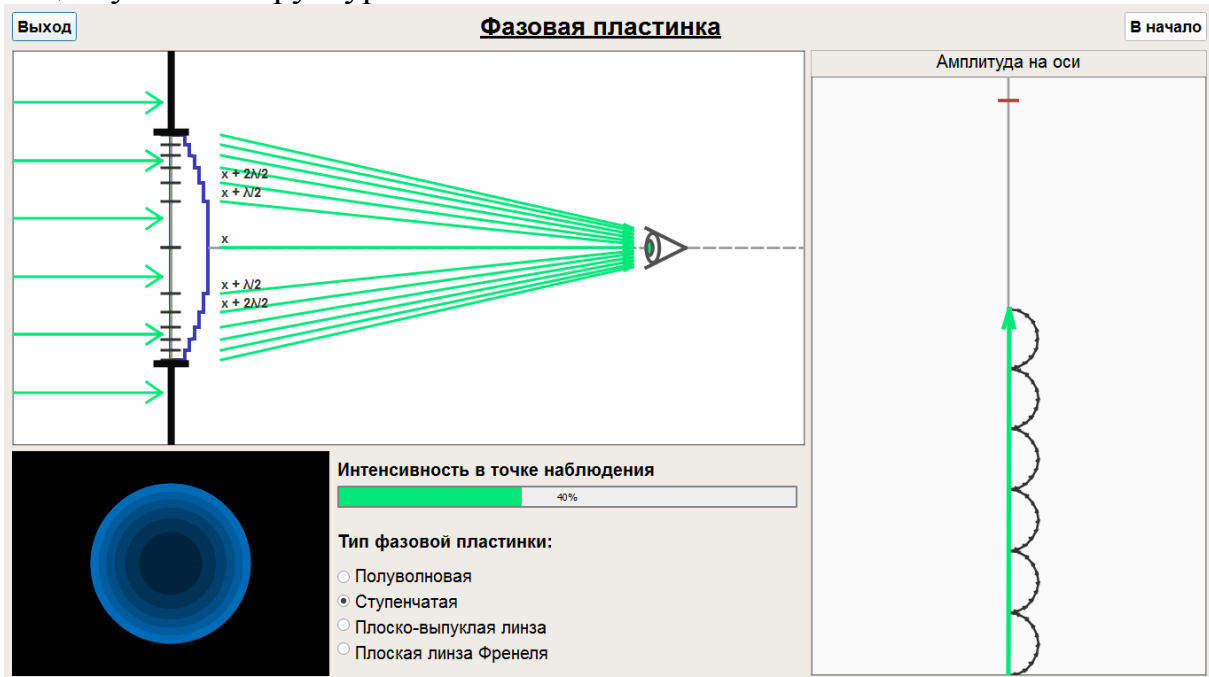 Выход
Фазовая пластинка
В начало
Амплитуда на оси
x + 2λ/2
x + λ/2
x
x + λ/2
x + 2λ/2
Интенсивность в точке наблюдения
40%
Тип фазовой пластинки:
Полуволновая
Ступенчатая
Плоско-выпуклая линза
Плоская линза Френеля